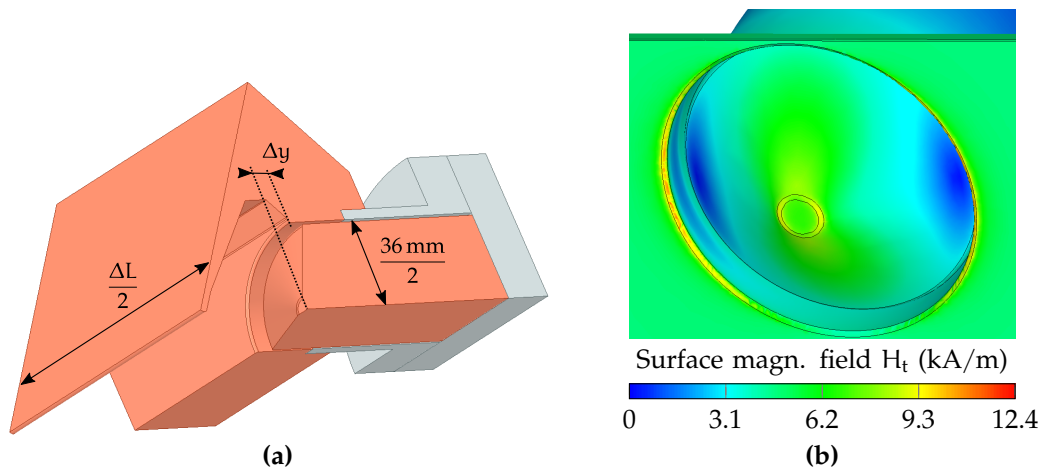 Δy
ΔL
2
36 mm
2
(a)
Surface magn. field Hₜ (kA/m)
0 3.1 6.2 9.3 12.4
(b)